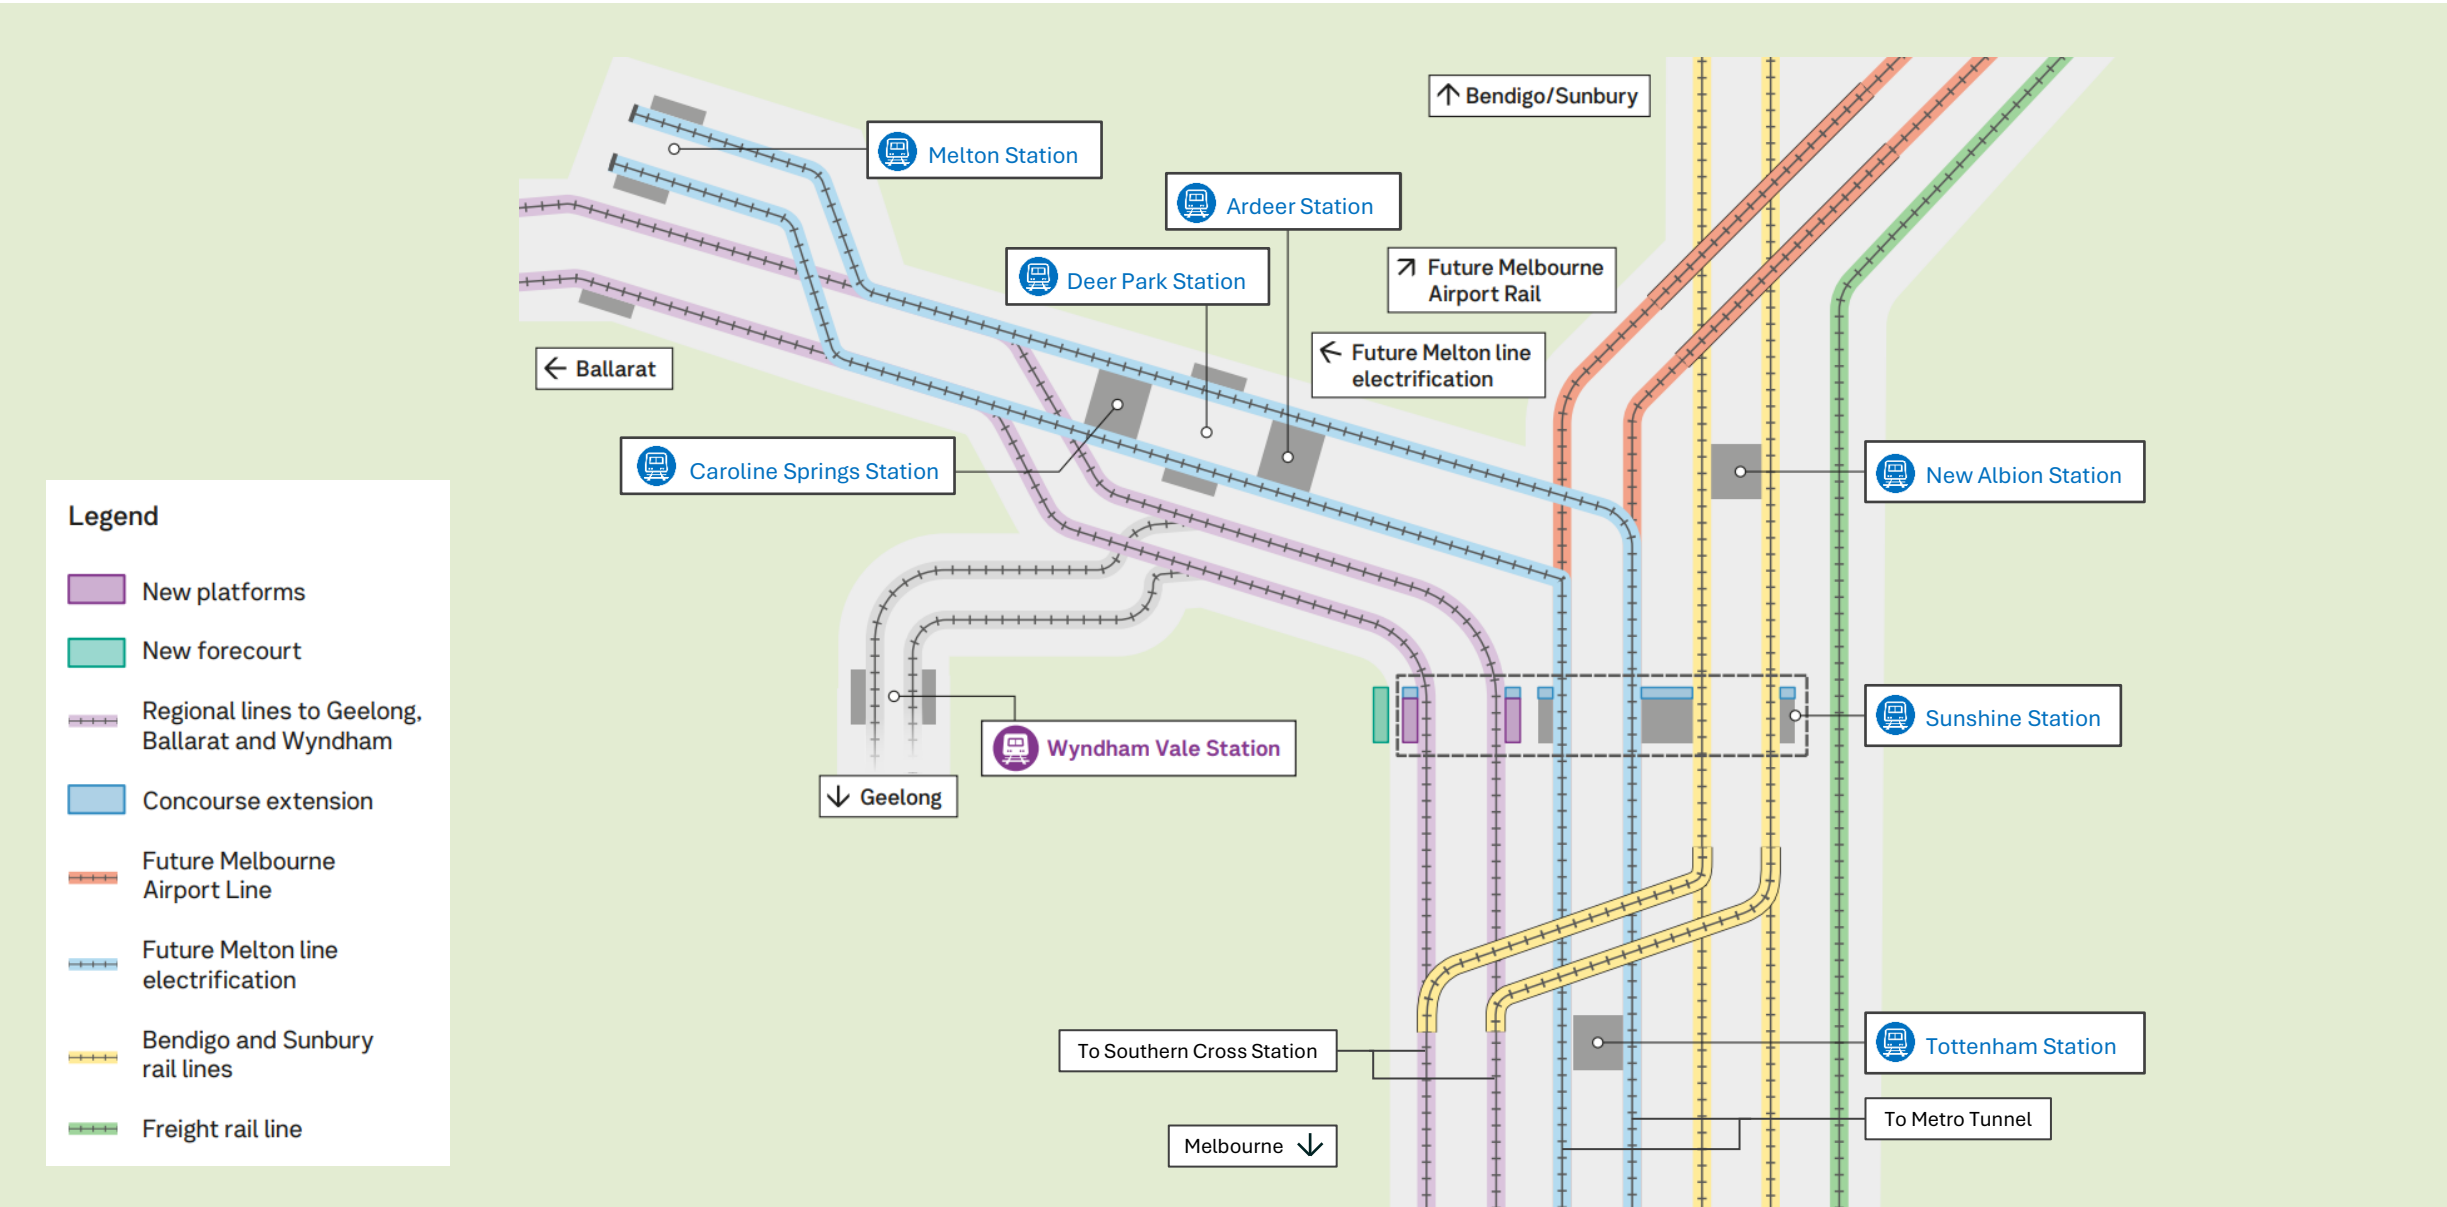 ↑ Bendigo/Sunbury
Melton Station
Ardeer Station
Deer Park Station
↗ Future Melbourne
Airport Rail
← Future Melton line
electrification
← Ballarat
Caroline Springs Station
New Albion Station
Wyndham Vale Station
Sunshine Station
↓ Geelong
To Southern Cross Station
Tottenham Station
To Metro Tunnel
Melbourne ↓
Legend
New platforms
New forecourt
Regional lines to Geelong,
Ballarat and Wyndham
Concourse extension
Future Melbourne
Airport Line
Future Melton line
electrification
Bendigo and Sunbury
rail lines
Freight rail line